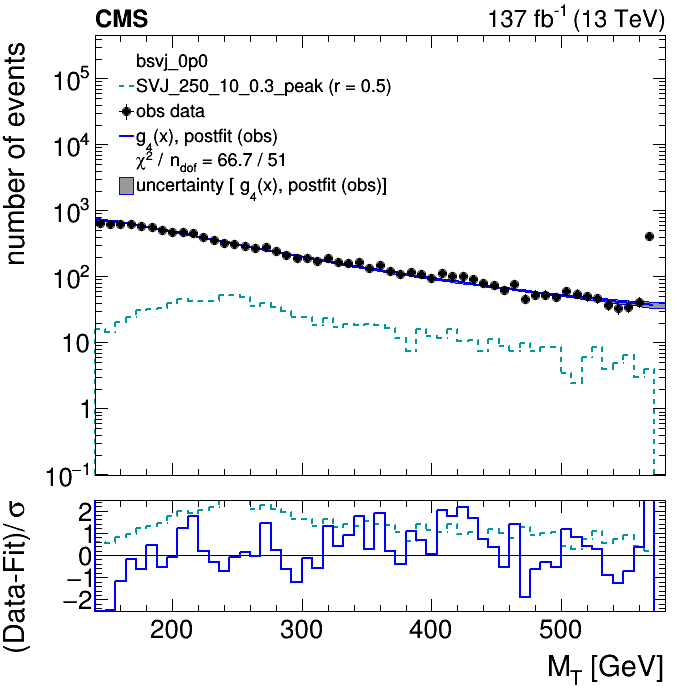 CMS 137 fb⁻¹ (13 TeV)
bsvj_0p0
SVJ_250_10_0.3_peak (r = 0.5)
obs data
g₄(x), postfit (obs)
χ² / n_dof = 66.7 / 51
uncertainty [ g₄(x), postfit (obs)]
number of events
10⁵
10⁴
10³
10²
10
1
10⁻¹
(Data-Fit)/σ
2
1
0
−1
−2
200 300 400 500
M_T [GeV]